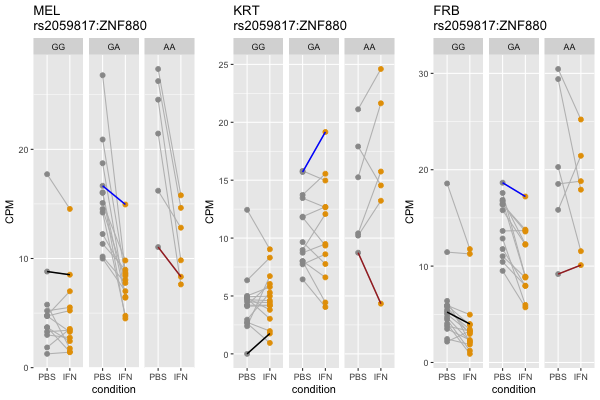 MEL
rs2059817:ZNF880
GG GA AA
CPM
20
10
0
PBS IFN PBS IFN PBS IFN
condition
KRT
rs2059817:ZNF880
GG GA AA
CPM
25
20
15
10
5
0
PBS IFN PBS IFN PBS IFN
condition
FRB
rs2059817:ZNF880
GG GA AA
CPM
30
20
10
0
PBS IFN PBS IFN PBS IFN
condition